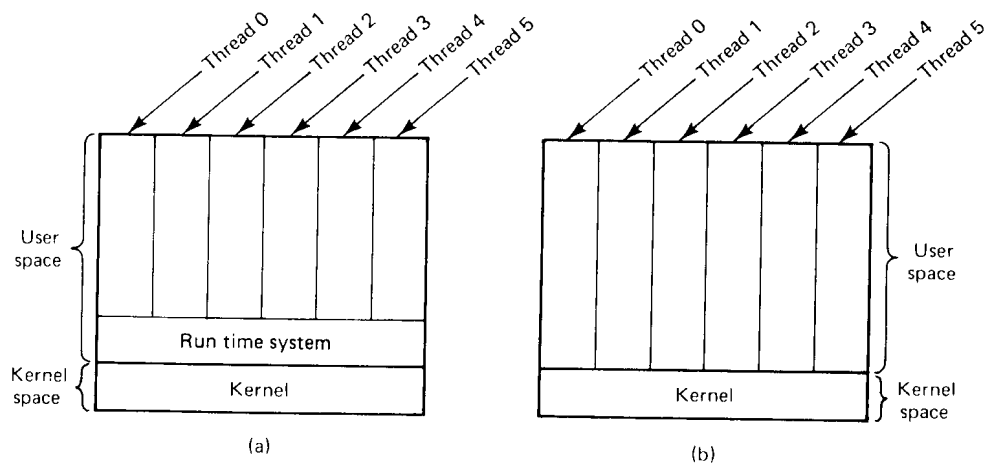 Thread 0
Thread 1
Thread 2
Thread 3
Thread 4
Thread 5
User
space
Run time system
Kernel
space
Kernel
(a)
Thread 0
Thread 1
Thread 2
Thread 3
Thread 4
Thread 5
User
space
Kernel
Kernel
space
(b)